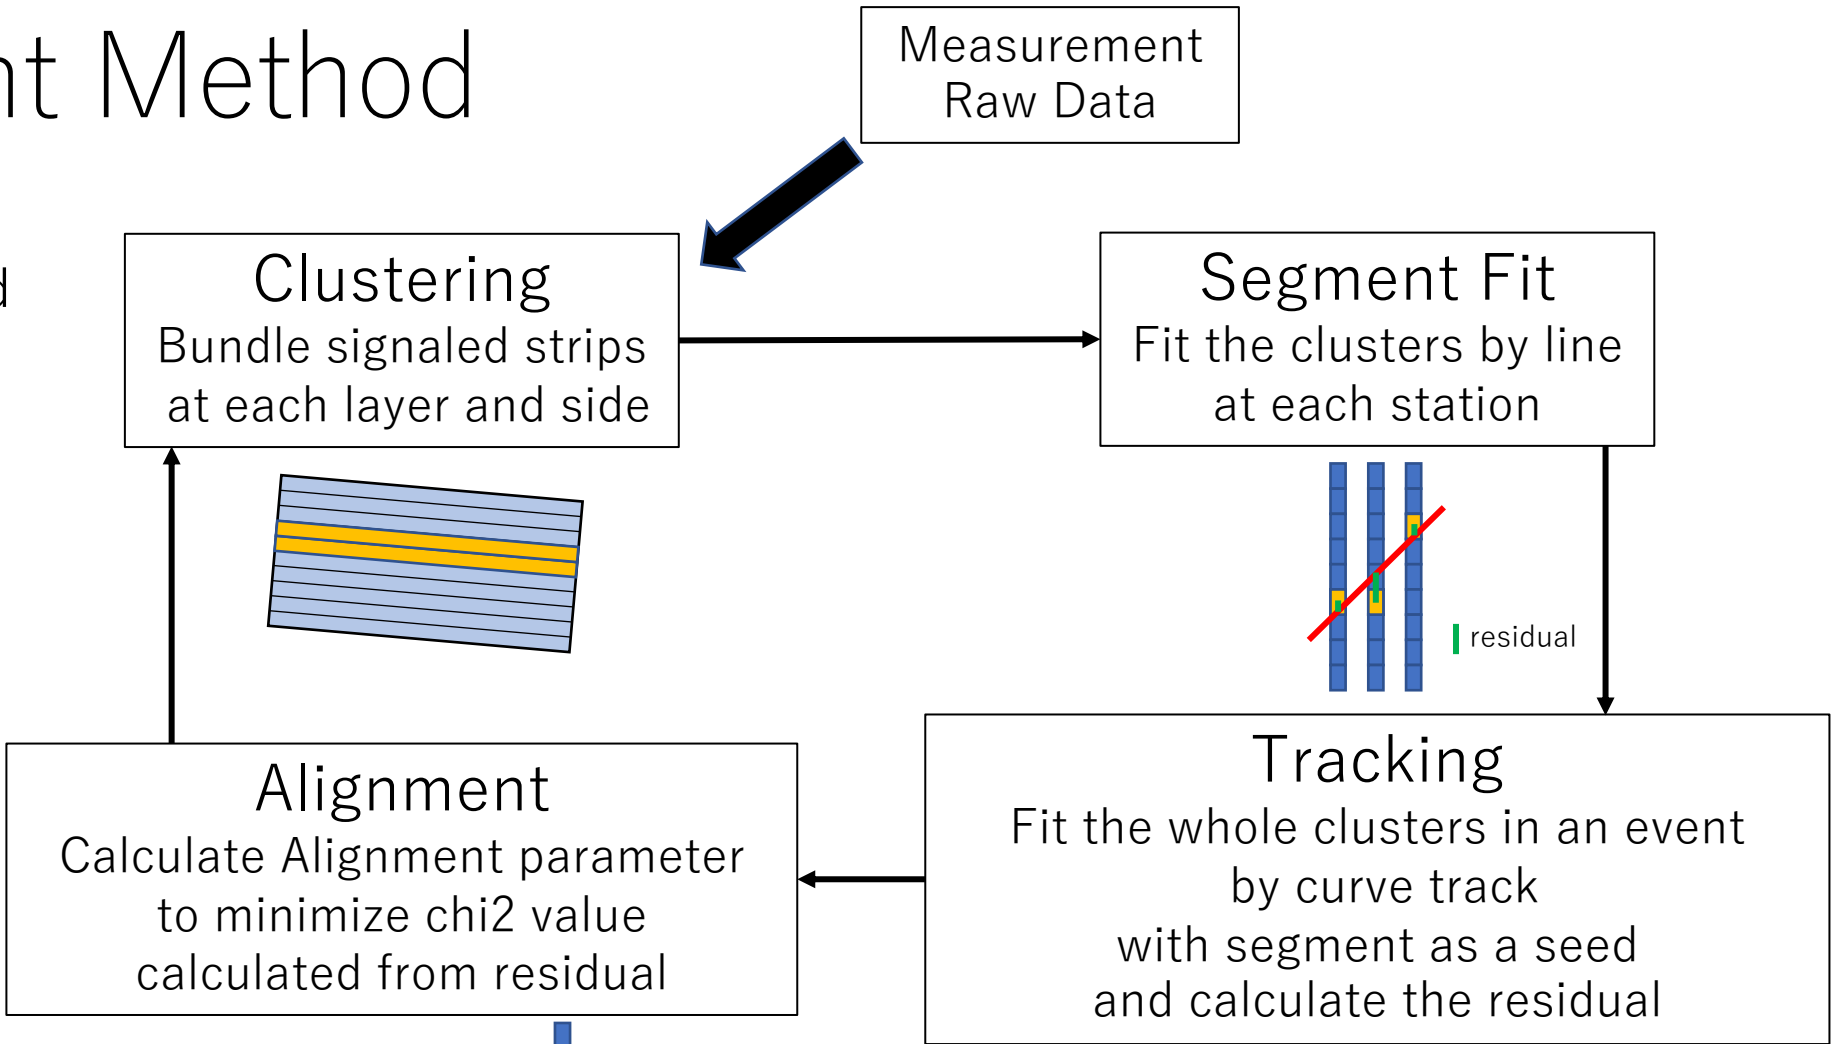 nt Method
Measurement
Raw Data
d
Clustering
Bundle signaled strips
at each layer and side
Segment Fit
Fit the clusters by line
at each station
residual
Alignment
Calculate Alignment parameter
to minimize chi2 value
calculated from residual
Tracking
Fit the whole clusters in an event
by curve track
with segment as a seed
and calculate the residual